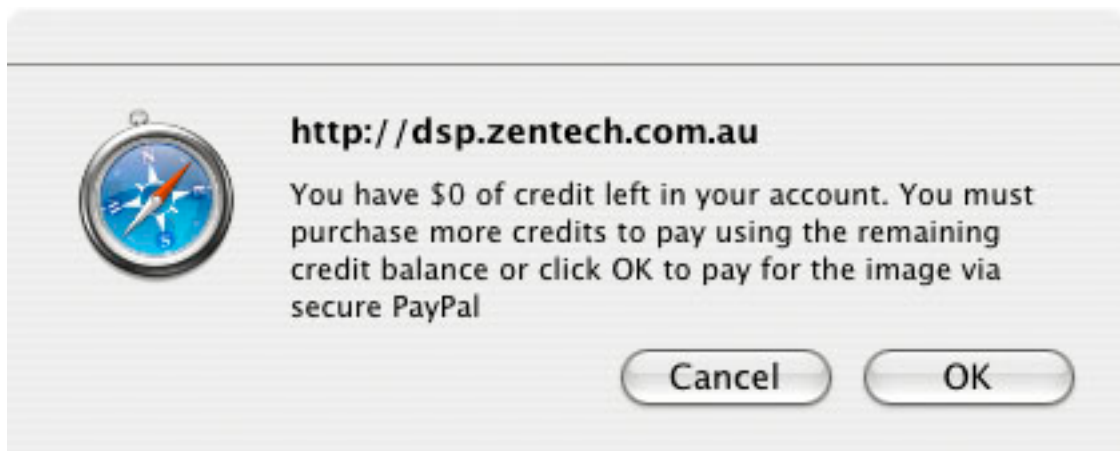 http://dsp.zentech.com.au
You have $0 of credit left in your account. You must
purchase more credits to pay using the remaining
credit balance or click OK to pay for the image via
secure PayPal
Cancel OK